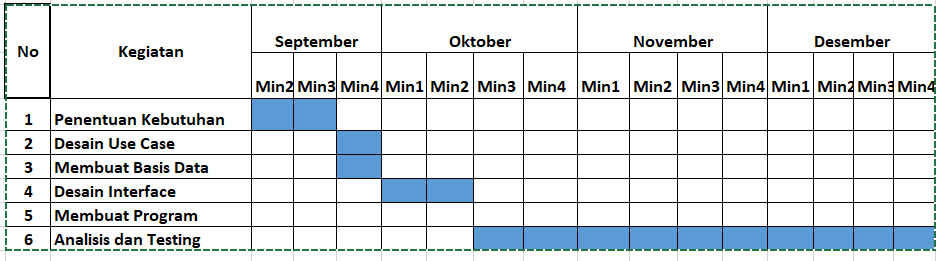 No Kegiatan September Oktober November Desember
Min2 Min3 Min4 Min1 Min2 Min3 Min4 Min1 Min2 Min3 Min4 Min1 Min2 Min3 Min4
1 Penentuan Kebutuhan
2 Desain Use Case
3 Membuat Basis Data
4 Desain Interface
5 Membuat Program
6 Analisis dan Testing